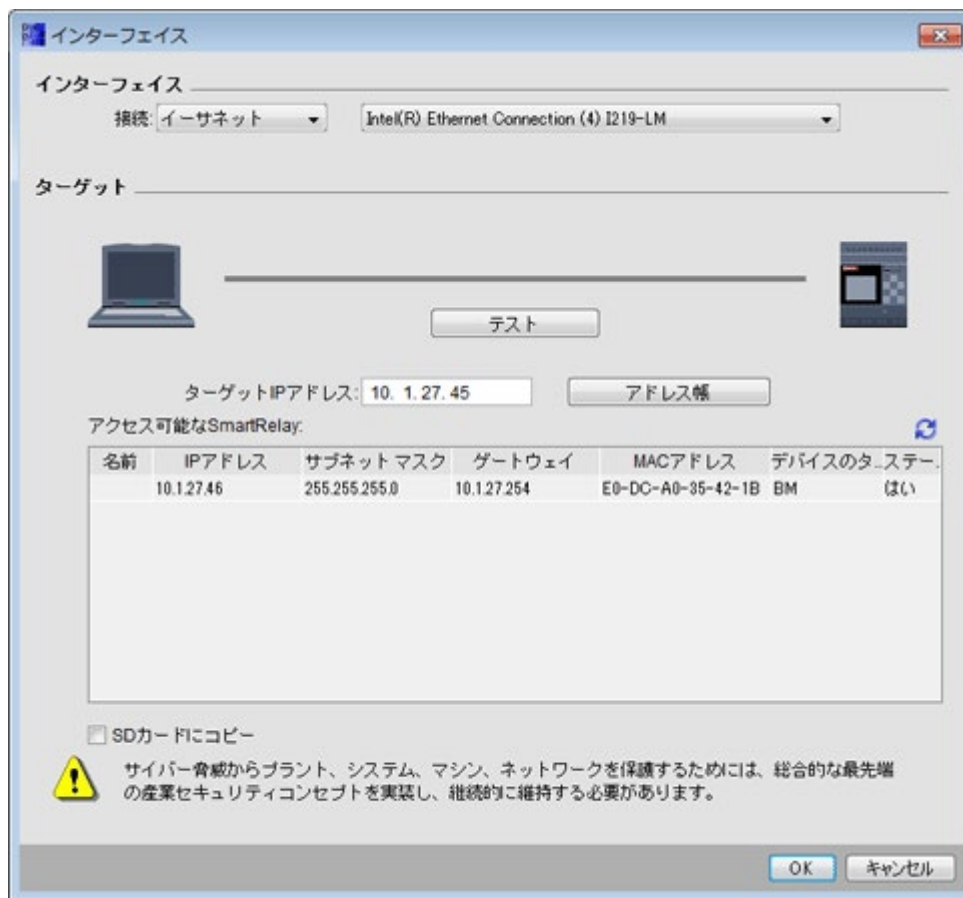 インターフェイス
インターフェイス
接続: イーサネット Intel(R) Ethernet Connection (4) I219-LM
ターゲット
テスト
ターゲットIPアドレス: 10. 1. 27. 45 アドレス帳
アクセス可能なSmartRelay:
名前 IPアドレス サブネットマスク ゲートウェイ MACアドレス デバイスのタ...ステー...
10.1.27.46 255.255.255.0 10.1.27.254 E0-DC-A0-35-42-1B BM はい
SDカードにコピー
サイバー脅威からプラント、システム、マシン、ネットワークを保護するためには、総合的な最先端
の産業セキュリティコンセプトを実装し、継続的に維持する必要があります。
OK キャンセル